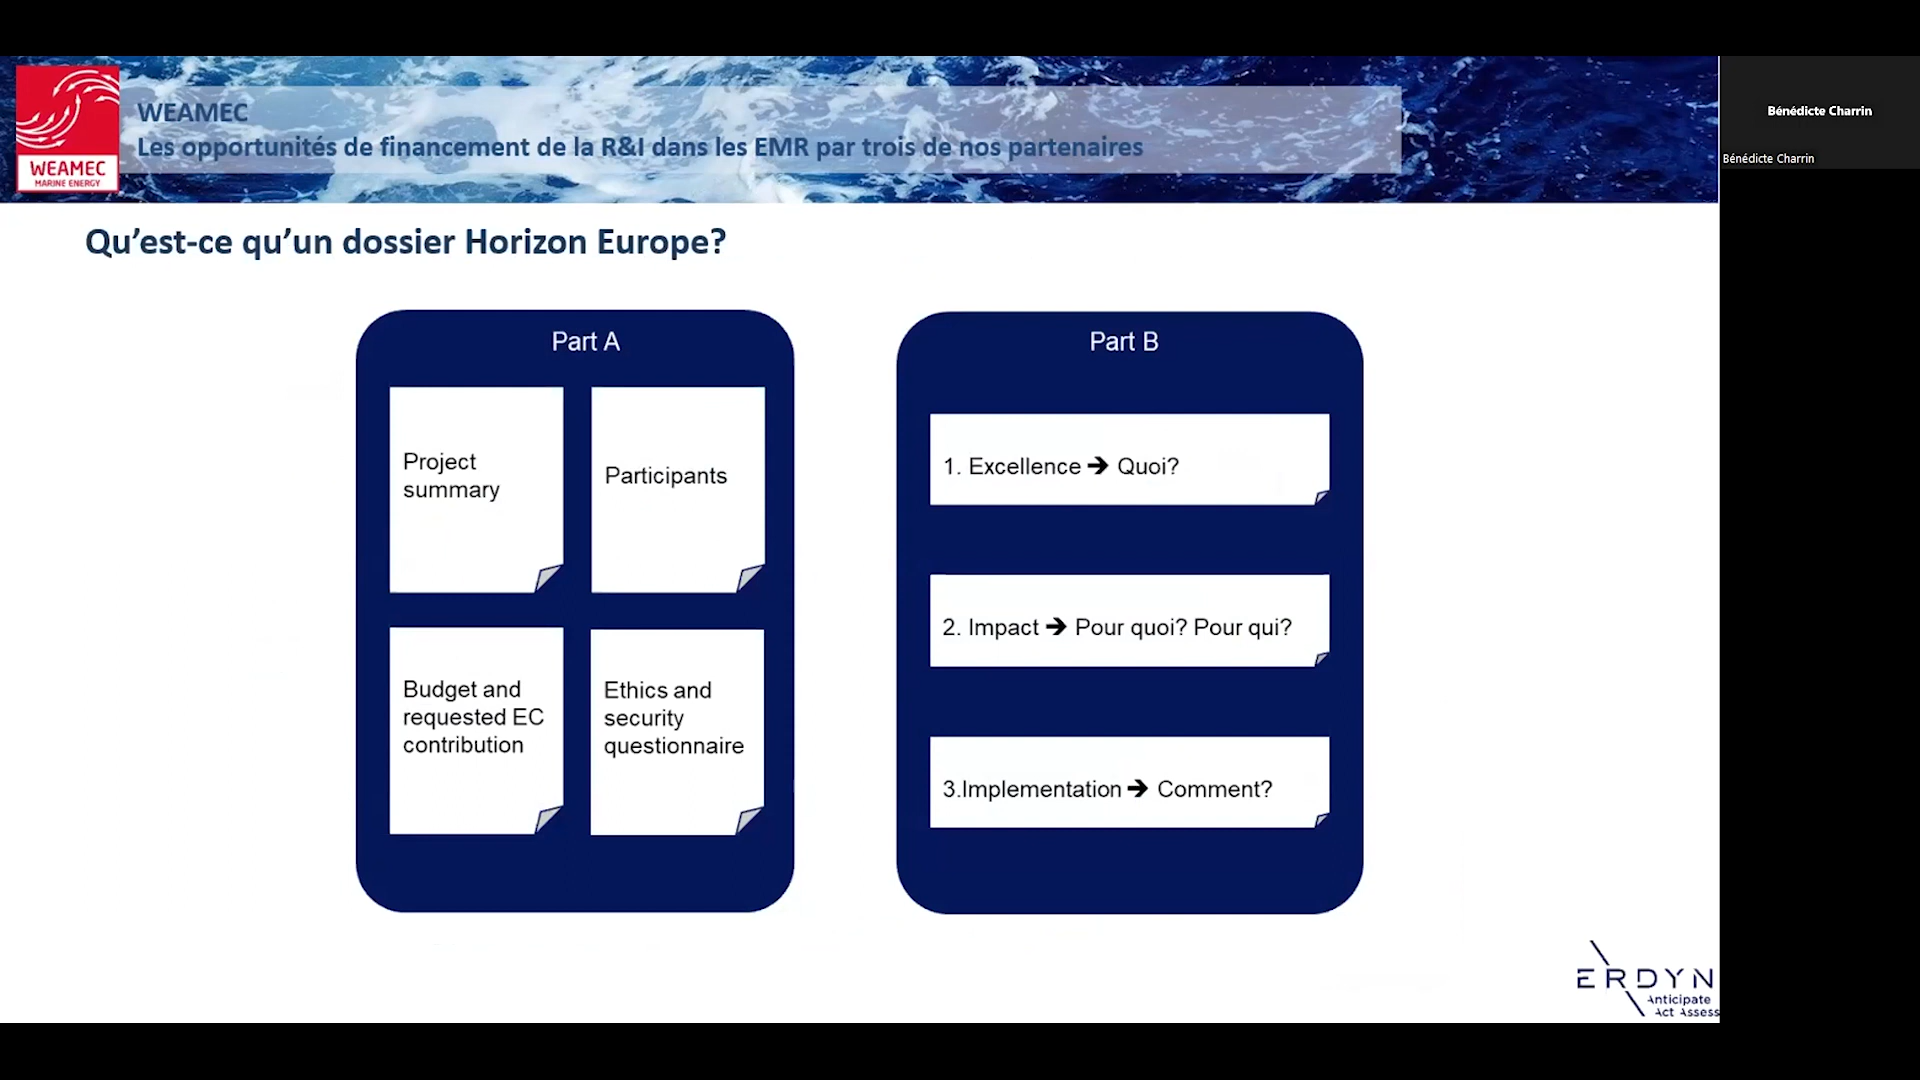 WEAMEC
Les opportunités de financement de la R&I dans les EMR par trois de nos partenaires
WEAMEC
MARINE ENERGY
Bénédicte Charrin
Bénédicte Charrin
Qu’est-ce qu’un dossier Horizon Europe?
Part A
Project
summary
Participants
Budget and
requested EC
contribution
Ethics and
security
questionnaire
Part B
1. Excellence ➔ Quoi?
2. Impact ➔ Pour quoi? Pour qui?
3.Implementation ➔ Comment?
ERDYN
Anticipate
Act Assess